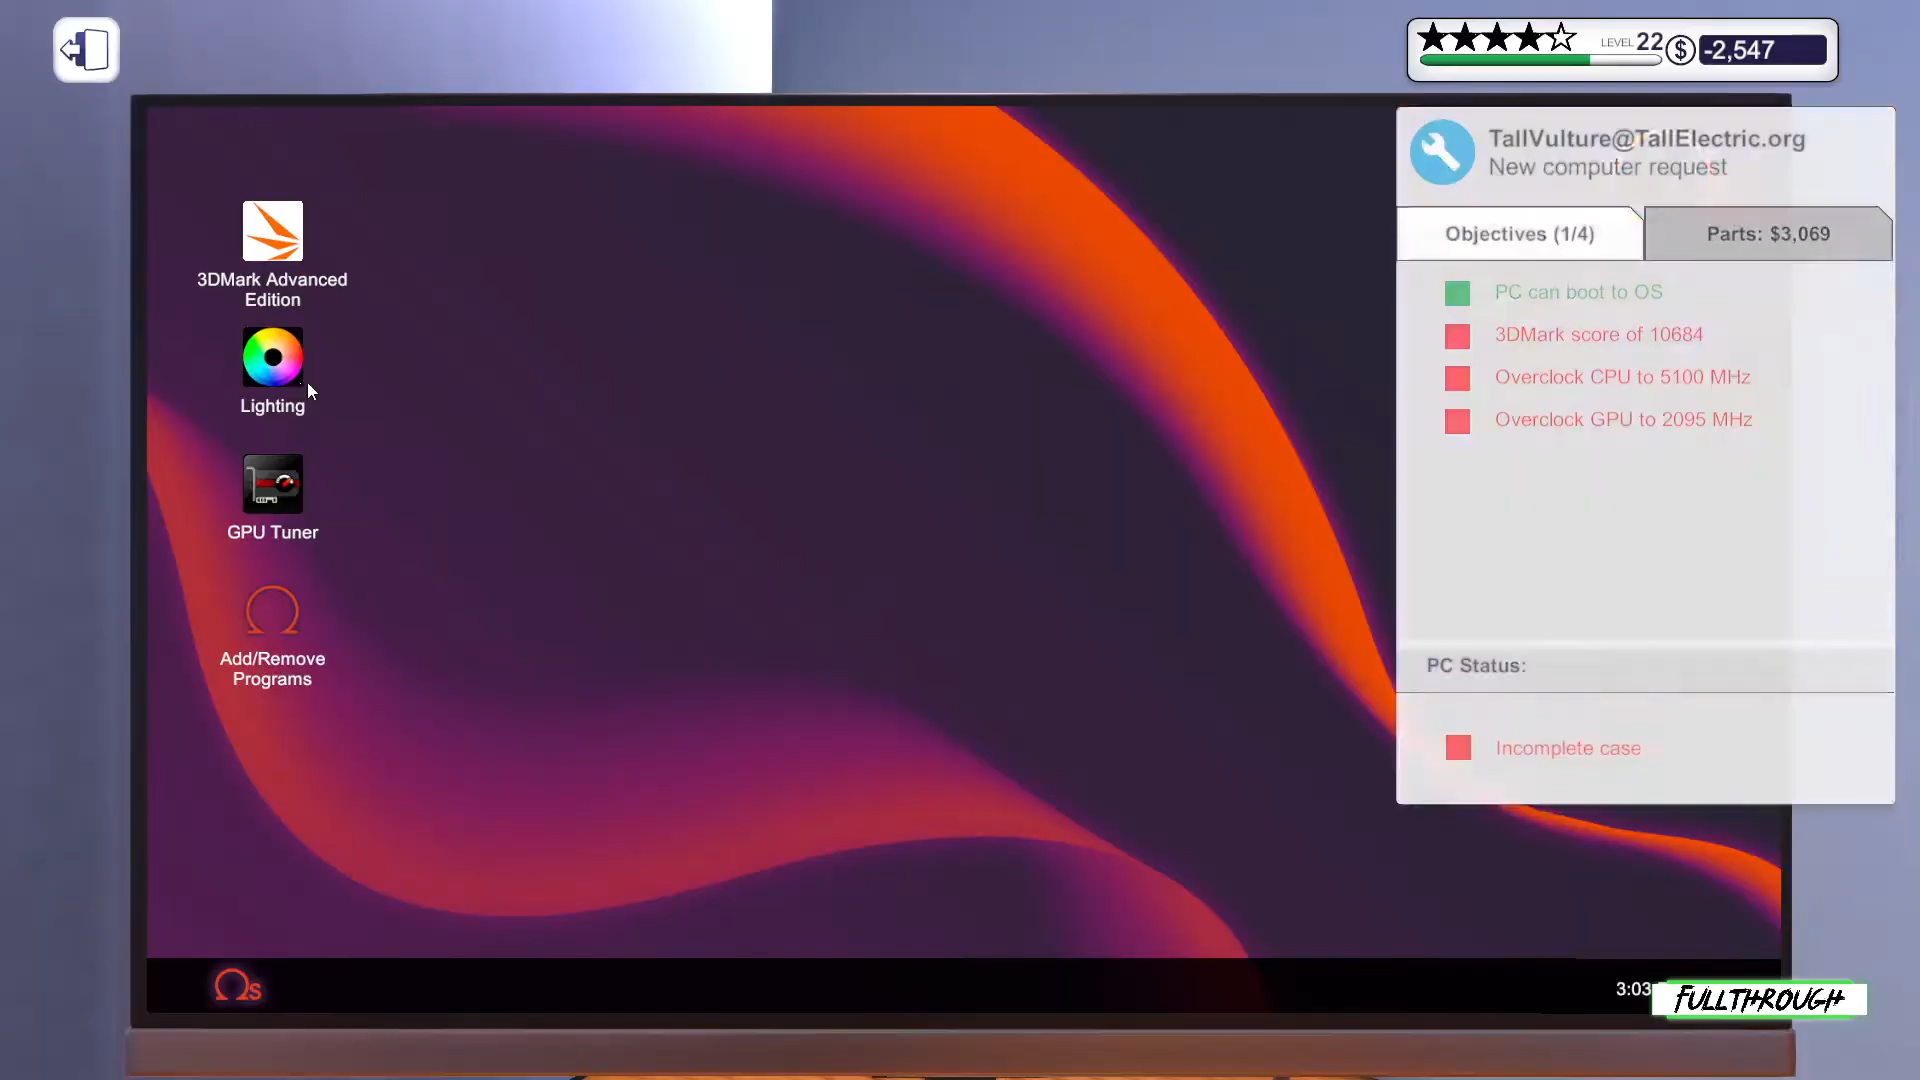 LEVEL 22
$ -2,547
TallVulture@TallElectric.org
New computer request
Objectives (1/4)
Parts: $3,069
PC can boot to OS
3DMark score of 10684
Overclock CPU to 5100 MHz
Overclock GPU to 2095 MHz
PC Status:
Incomplete case
3DMark Advanced
Edition
Lighting
GPU Tuner
Add/Remove
Programs
Ωs
3:03
FULLTHROUGH